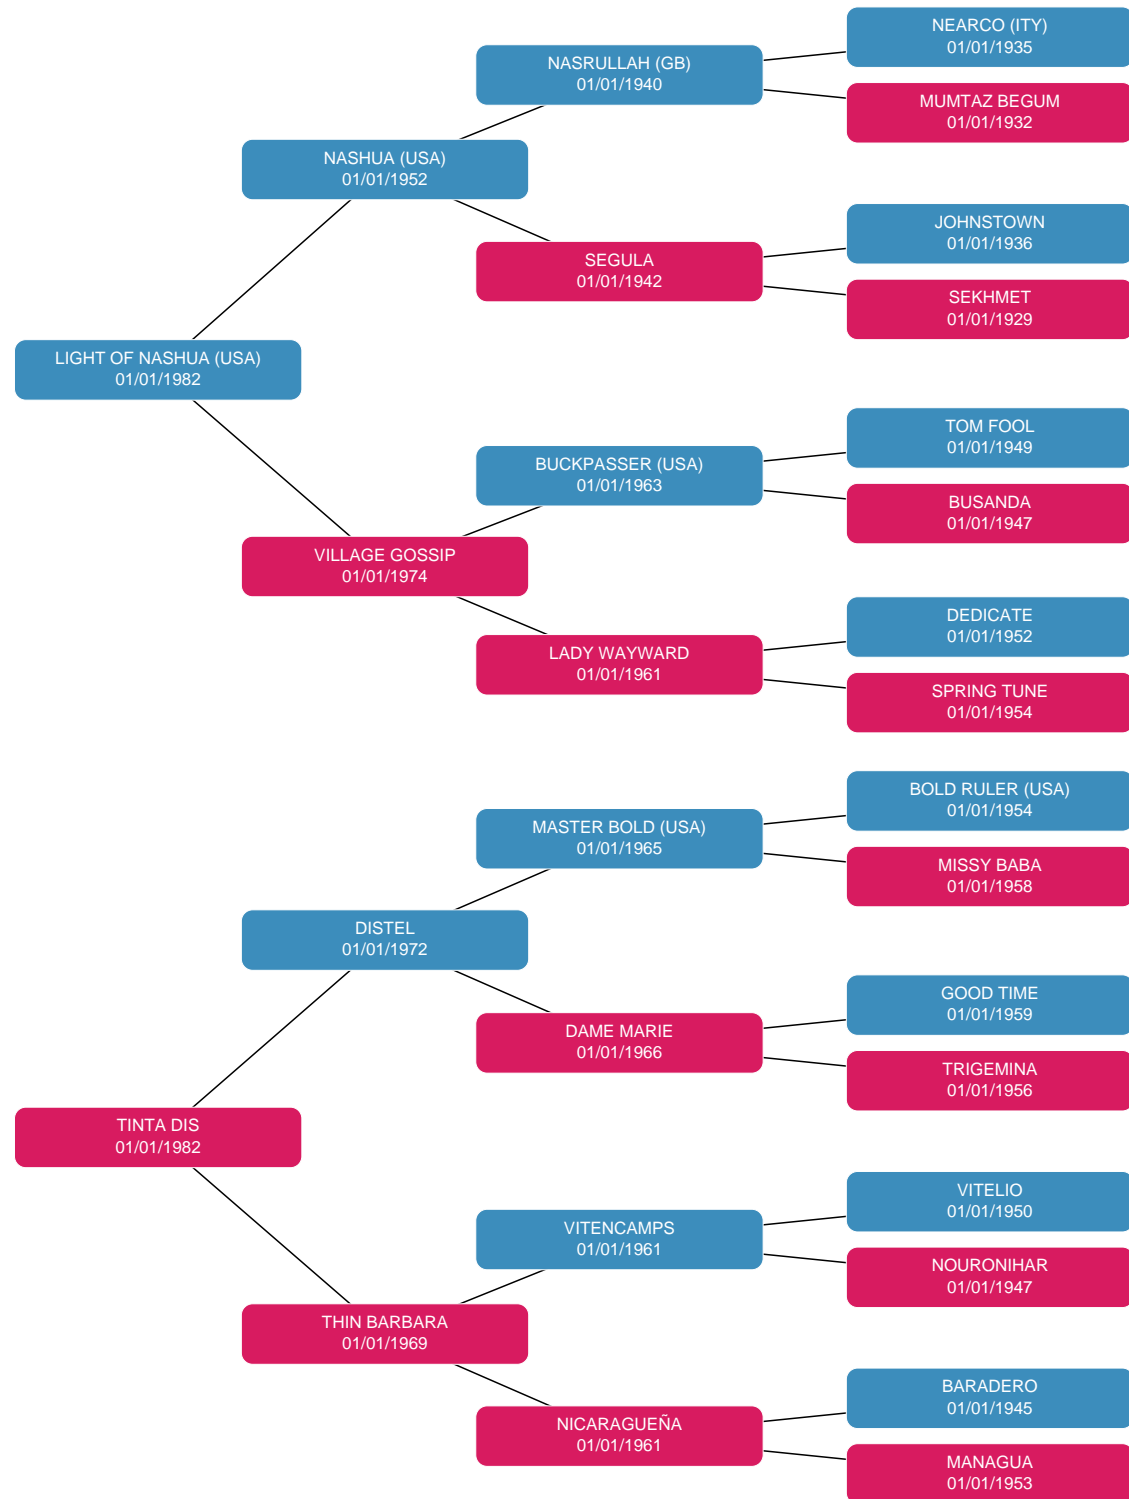 NEARCO (ITY)
01/01/1935
NASRULLAH (GB)
01/01/1940
MUMTAZ BEGUM
01/01/1932
NASHUA (USA)
01/01/1952
JOHNSTOWN
01/01/1936
SEGULA
01/01/1942
SEKHMET
01/01/1929
LIGHT OF NASHUA (USA)
01/01/1982
TOM FOOL
01/01/1949
BUCKPASSER (USA)
01/01/1963
BUSANDA
01/01/1947
VILLAGE GOSSIP
01/01/1974
DEDICATE
01/01/1952
LADY WAYWARD
01/01/1961
SPRING TUNE
01/01/1954
BOLD RULER (USA)
01/01/1954
MASTER BOLD (USA)
01/01/1965
MISSY BABA
01/01/1958
DISTEL
01/01/1972
GOOD TIME
01/01/1959
DAME MARIE
01/01/1966
TRIGEMINA
01/01/1956
TINTA DIS
01/01/1982
VITELIO
01/01/1950
VITENCAMPS
01/01/1961
NOURONIHAR
01/01/1947
THIN BARBARA
01/01/1969
BARADERO
01/01/1945
NICARAGUEÑA
01/01/1961
MANAGUA
01/01/1953